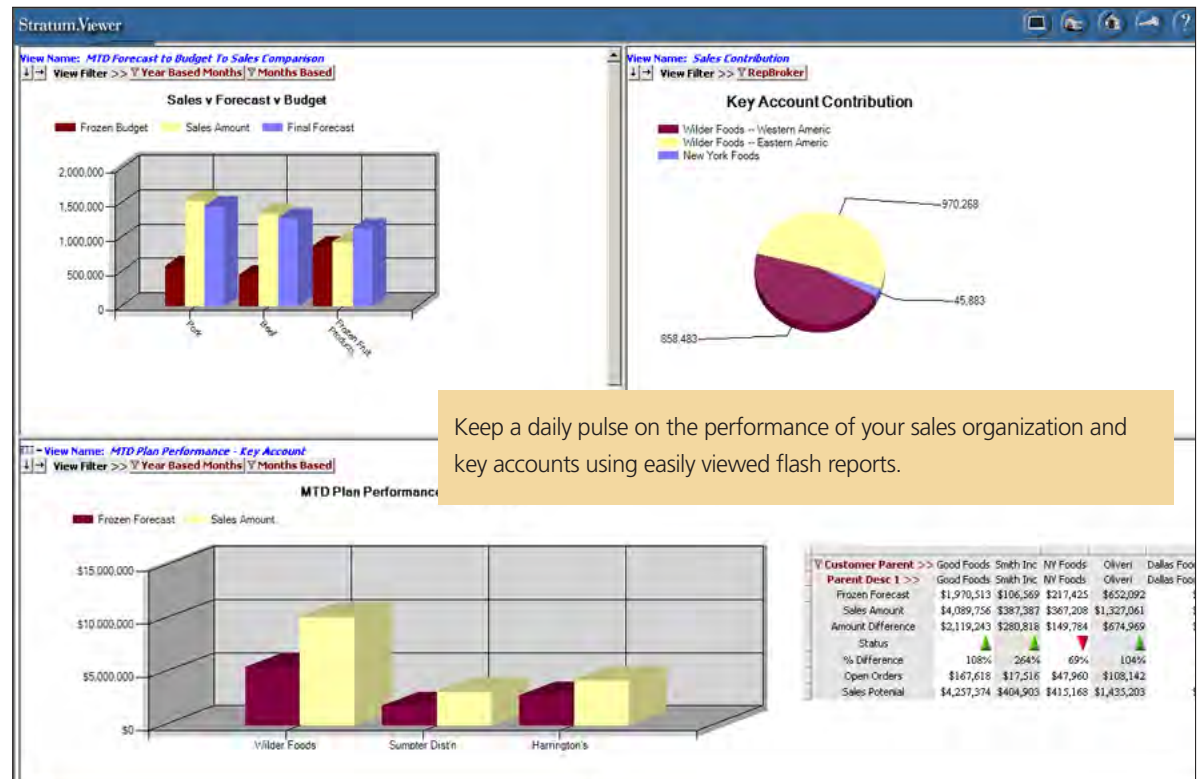 Stratum.Viewer
View Name: MTD Forecast to Budget To Sales Comparison
View Filter >> Year Based Months Months Based
Sales v Forecast v Budget
Frozen Budget Sales Amount Final Forecast
2,000,000
1,500,000
1,000,000
500,000
0
Pork
Beef
Frozen Fruit
Products
View Name: Sales Contribution
View Filter >> RepBroker
Key Account Contribution
Wilder Foods -- Western Americ
Wilder Foods -- Eastern Americ
New York Foods
970,268
45,883
858,483
Keep a daily pulse on the performance of your sales organization and
key accounts using easily viewed flash reports.
View Name: MTD Plan Performance - Key Account
View Filter >> Year Based Months Months Based
MTD Plan Performance
Frozen Forecast Sales Amount
$15,000,000
$10,000,000
$5,000,000
$0
Wilder Foods Sumpter Dist'n Harrington's
Customer Parent >> Good Foods Smith Inc NY Foods Oliveri Dallas Foo
Parent Desc 1 >> Good Foods Smith Inc NY Foods Oliveri Dallas Foo
Frozen Forecast $1,970,513 $106,569 $217,425 $652,092 $
Sales Amount $4,089,756 $387,387 $367,208 $1,327,061 $
Amount Difference $2,119,243 $280,818 $149,784 $674,969 $
Status
% Difference 108% 264% 69% 104%
Open Orders $167,618 $17,516 $47,960 $108,142
Sales Potenial $4,257,374 $404,903 $415,168 $1,435,203 $